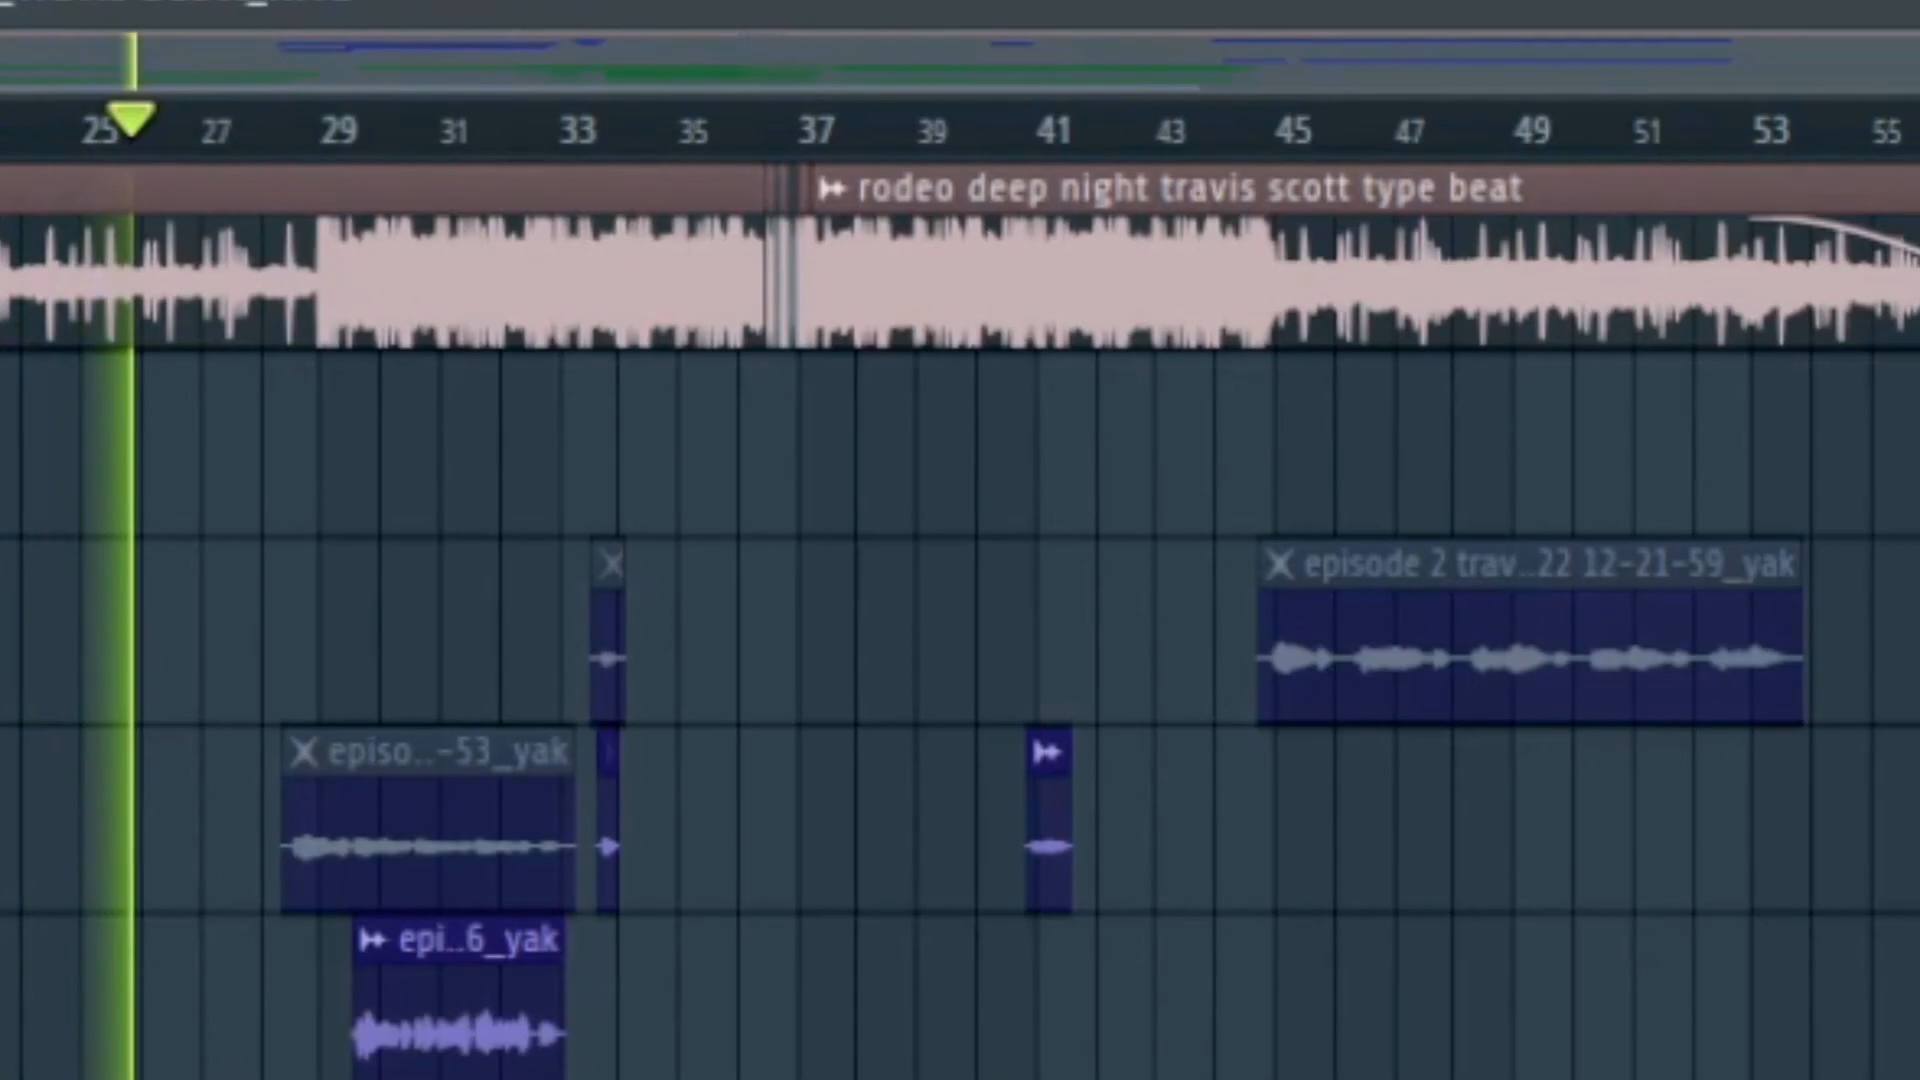 25 27 29 31 33 35 37 39 41 43 45 47 49 51 53 55
rodeo deep night travis scott type beat
episode 2 trav..22 12-21-59_yak
episo..-53_yak
epi..6_yak